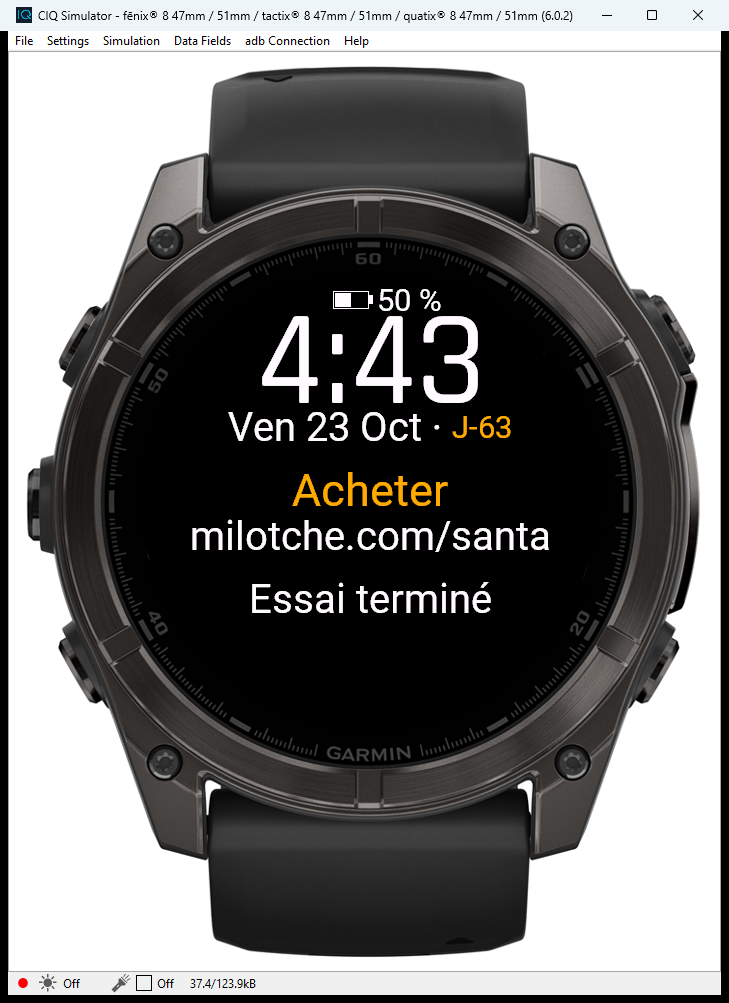 CIQ Simulator - fēnix® 8 47mm / 51mm / tactix® 8 47mm / 51mm / quatix® 8 47mm / 51mm (6.0.2)
File Settings Simulation Data Fields adb Connection Help
60
50
50 %
4:43
Ven 23 Oct · J-63
Acheter
milotche.com/santa
Essai terminé
40
20
GARMIN
Off Off 37.4/123.9kB